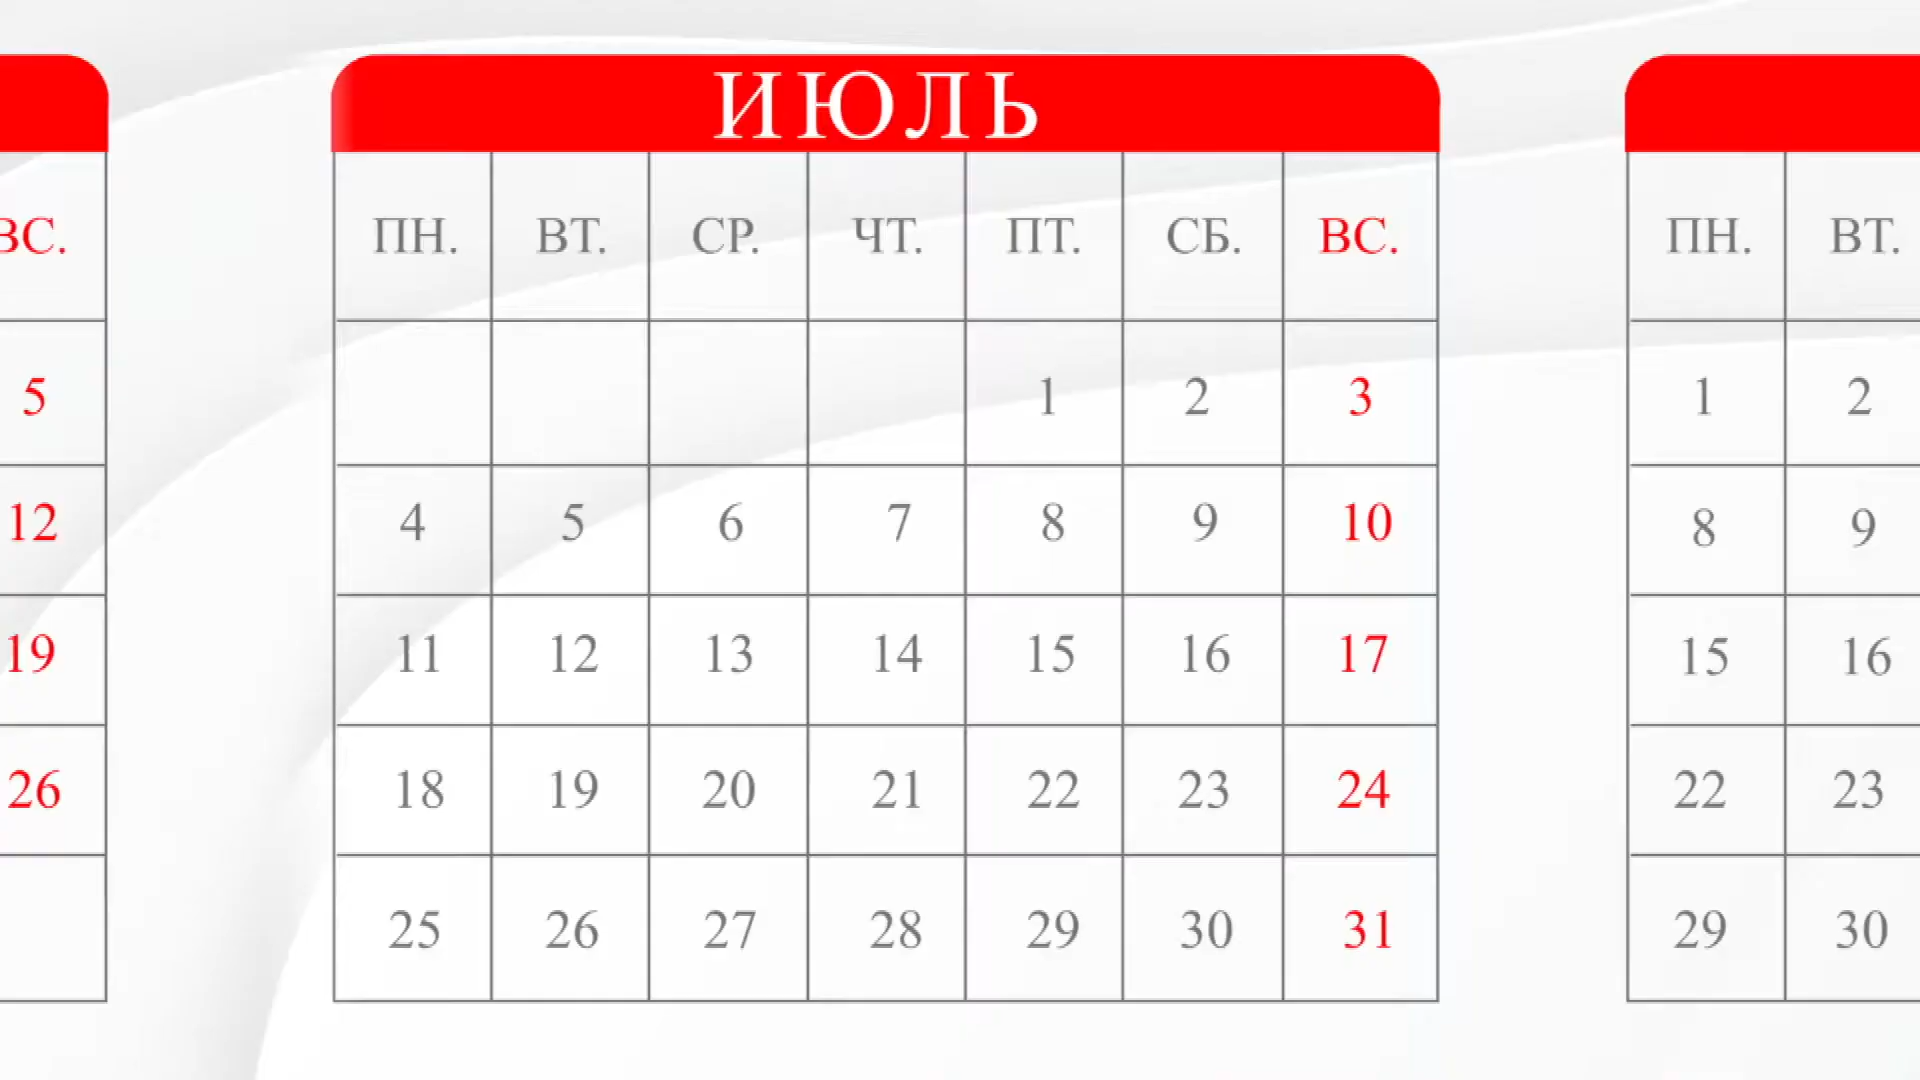 ИЮЛЬ
ВС. ПН. ВТ. СР. ЧТ. ПТ. СБ. ВС. ПН. ВТ.
5 1 2 3 1 2
12 4 5 6 7 8 9 10 8 9
19 11 12 13 14 15 16 17 15 16
26 18 19 20 21 22 23 24 22 23
25 26 27 28 29 30 31 29 30